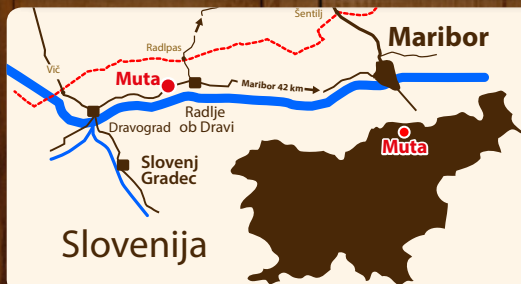 Šentilj
Radlpas
Maribor
Vič
Muta
Maribor 42 km
Dravograd
Radlje
ob Dravi
Muta
Slovenj
Gradec
Slovenija